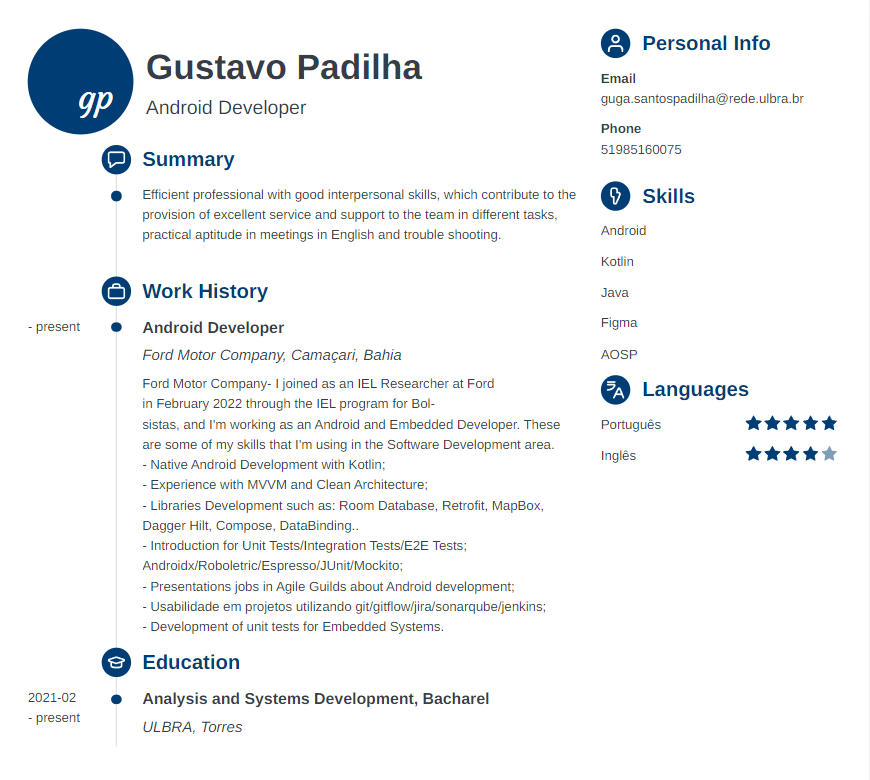 gp
Gustavo Padilha
Android Developer
Summary
Efficient professional with good interpersonal skills, which contribute to the
provision of excellent service and support to the team in different tasks,
practical aptitude in meetings in English and trouble shooting.
Work History
- present
Android Developer
Ford Motor Company, Camaçari, Bahia
Ford Motor Company- I joined as an IEL Researcher at Ford
in February 2022 through the IEL program for Bol-
sistas, and I'm working as an Android and Embedded Developer. These
are some of my skills that I'm using in the Software Development area.
- Native Android Development with Kotlin;
- Experience with MVVM and Clean Architecture;
- Libraries Development such as: Room Database, Retrofit, MapBox,
Dagger Hilt, Compose, DataBinding..
- Introduction for Unit Tests/Integration Tests/E2E Tests;
Androidx/Roboletric/Espresso/JUnit/Mockito;
- Presentations jobs in Agile Guilds about Android development;
- Usabilidade em projetos utilizando git/gitflow/jira/sonarqube/jenkins;
- Development of unit tests for Embedded Systems.
Education
2021-02
- present
Analysis and Systems Development, Bacharel
ULBRA, Torres
Personal Info
Email
guga.santospadilha@rede.ulbra.br
Phone
51985160075
Skills
Android
Kotlin
Java
Figma
AOSP
Languages
Português
Inglês